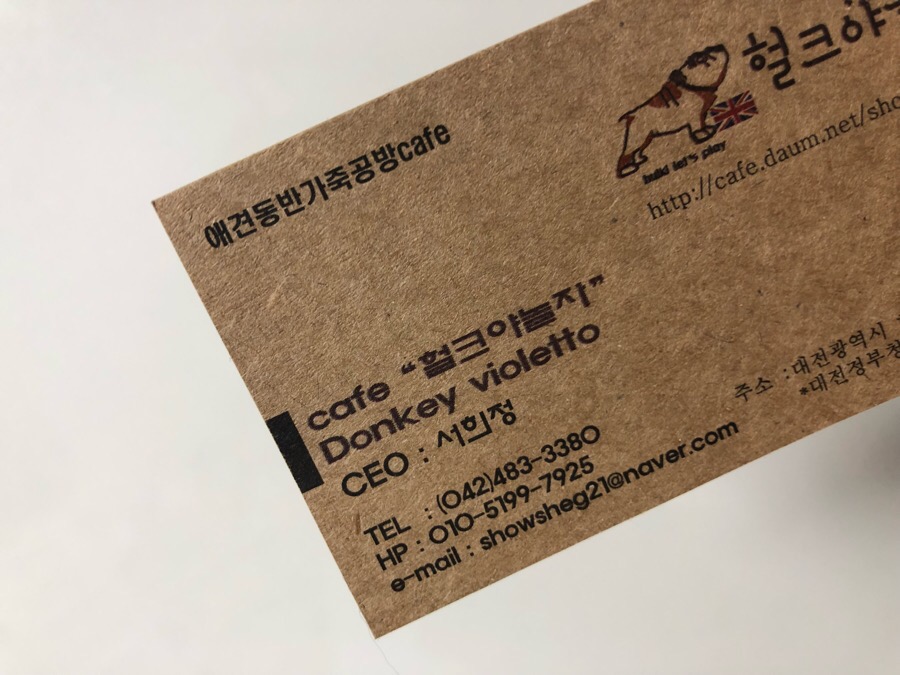 애견동반가죽공방cafe
헐크야
bulki let's play
http://cafe.daum.net/sho
cafe "헐크야놀자"
Donkey violetto
CEO : 서희정
TEL : (042)483-3380
HP : 010-5199-7925
e-mail : showsheg21@naver.com
주소 : 대전광역시
*대전정부청